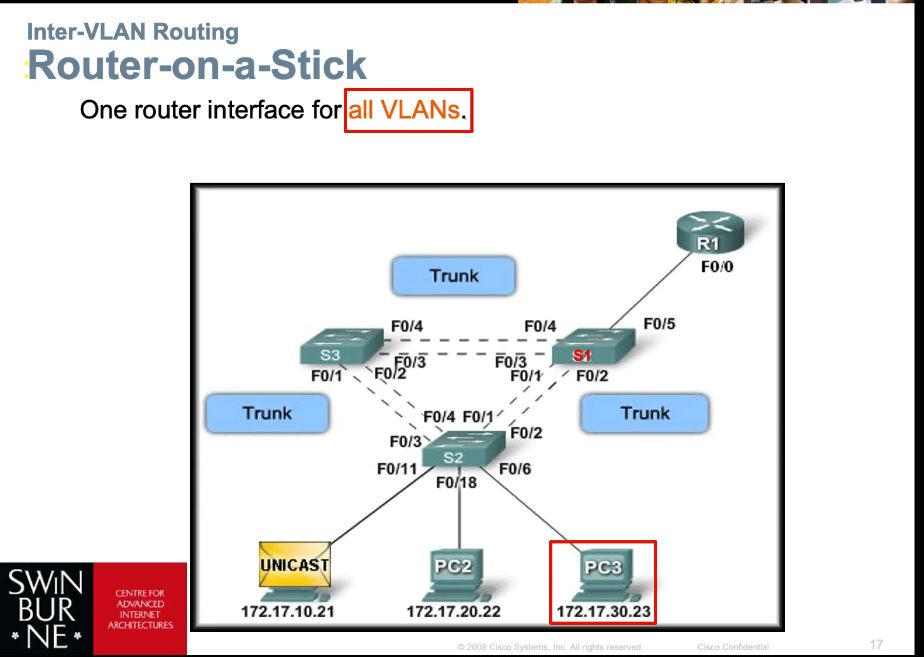 Inter-VLAN Routing
Router-on-a-Stick
One router interface for all VLANs.
R1
F0/0
Trunk
F0/4
F0/4
F0/5
S3
S1
F0/3
F0/3
F0/1
F0/2
F0/1
F0/2
Trunk
Trunk
F0/4
F0/1
F0/3
F0/2
S2
F0/11
F0/18
F0/6
UNICAST
PC2
PC3
172.17.10.21
172.17.20.22
172.17.30.23
SWIN
BUR
* NE *
CENTRE FOR
ADVANCED
INTERNET
ARCHITECTURES
© 2008 Cisco Systems, Inc. All rights reserved.
Cisco Confidential
17